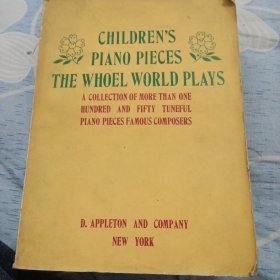 CHILDREN'S
PIANO PIECES
THE WHOEL WORLD PLAYS
A COLLECTION OF MORE THAN ONE
HUNDRED AND FIFTY TUNEFUL
PIANO PIECES FAMOUS COMPOSERS
D. APPLETON AND COMPANY
NEW YORK